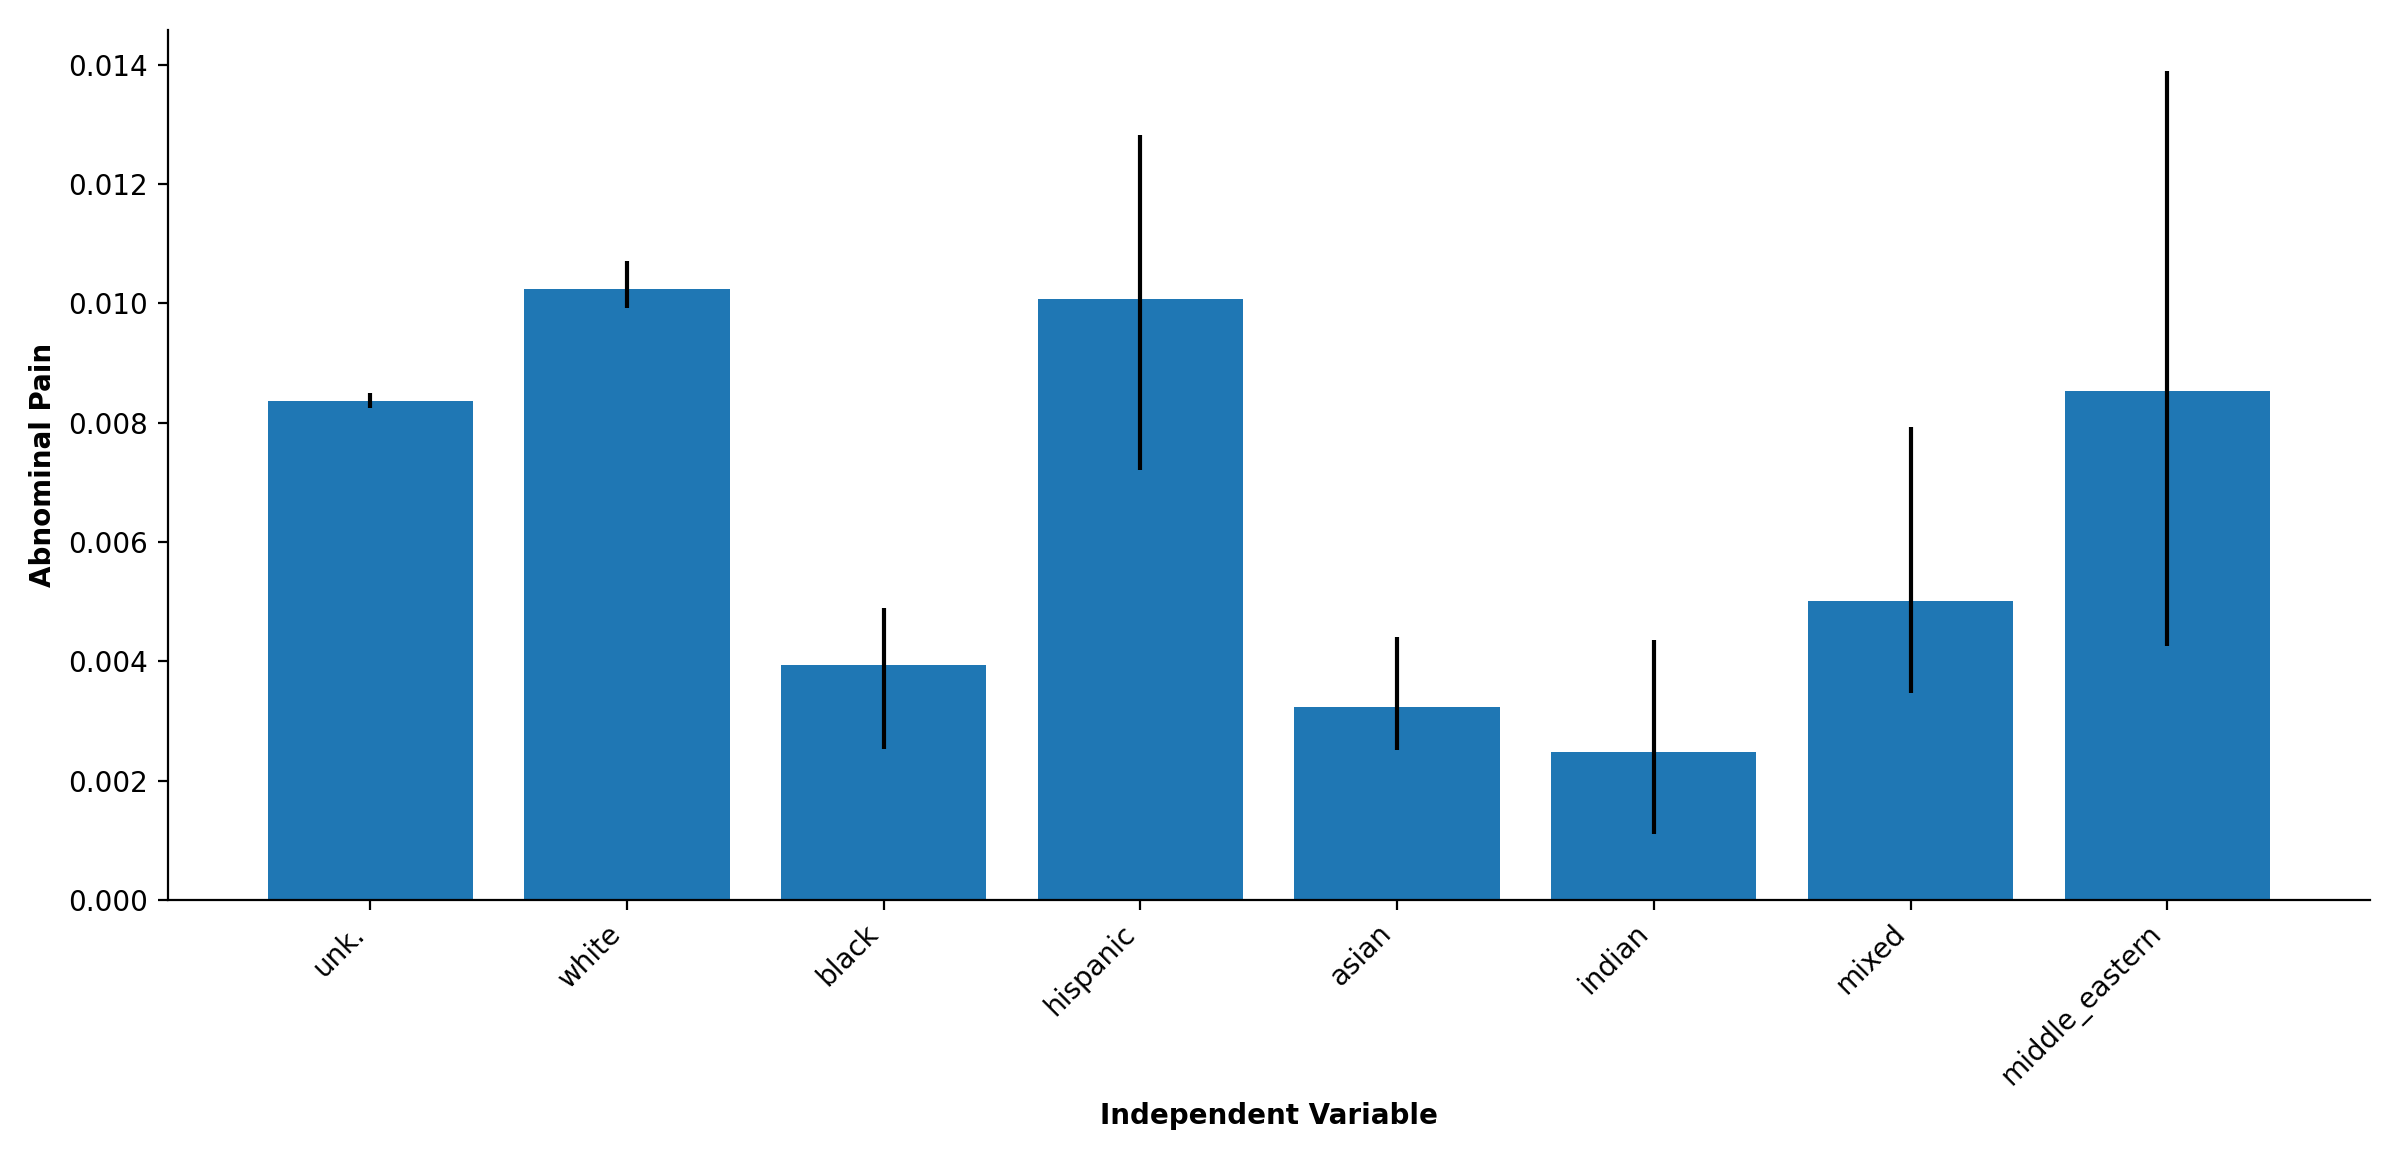 0.014
0.012
0.010
0.008
0.006
0.004
0.002
0.000
Abnominal Pain
unk.
white
black
hispanic
asian
indian
mixed
middle_eastern
Independent Variable